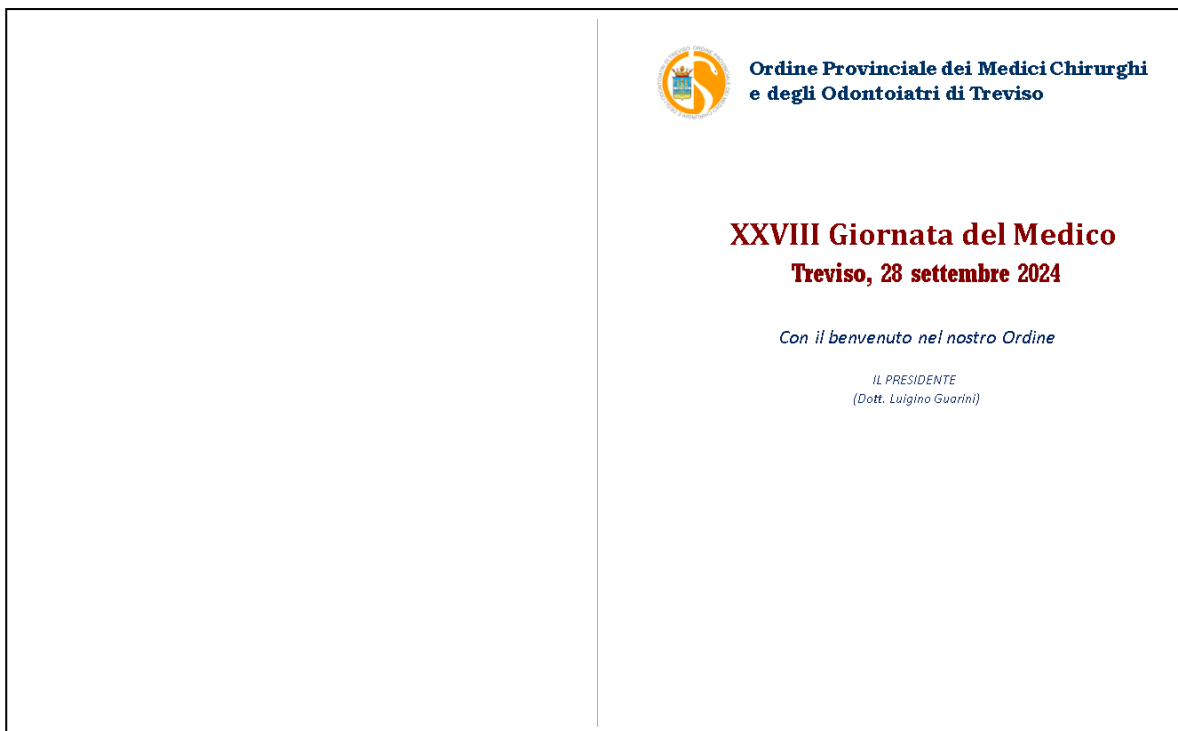 Ordine Provinciale dei Medici Chirurghi
e degli Odontoiatri di Treviso
XXVIII Giornata del Medico
Treviso, 28 settembre 2024
Con il benvenuto nel nostro Ordine
IL PRESIDENTE
(Dott. Luigino Guarini)